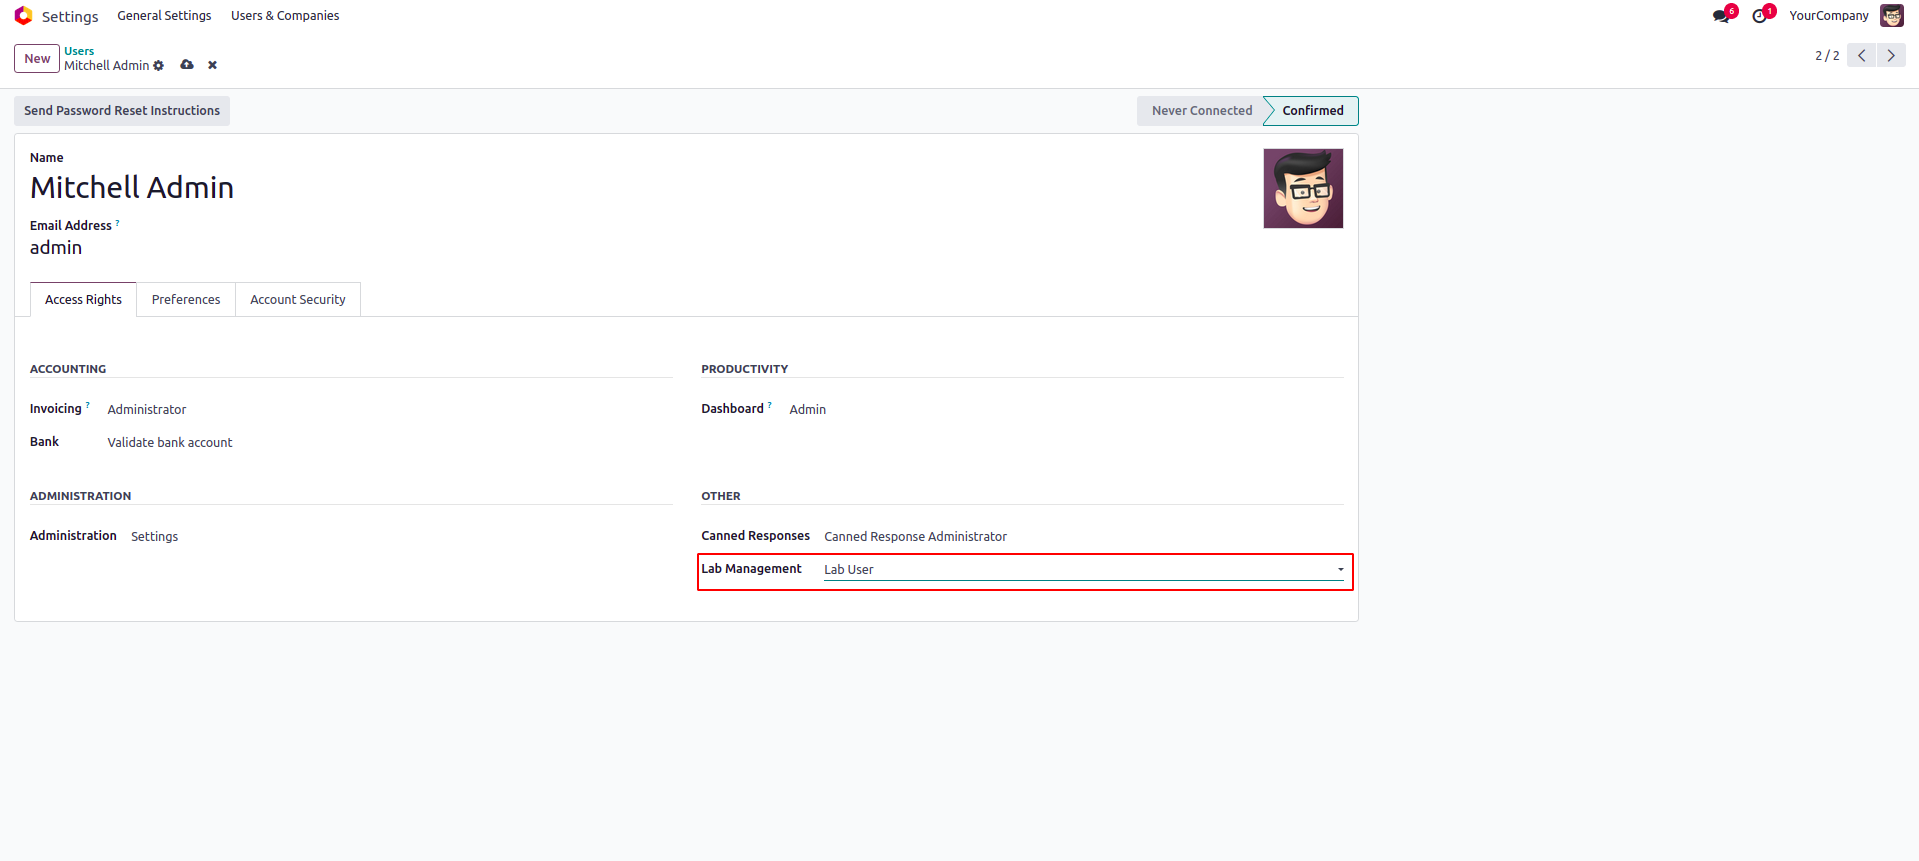 Settings General Settings Users & Companies 6 1 YourCompany
New Users
Mitchell Admin 2 / 2
Send Password Reset Instructions Never Connected Confirmed
Name
Mitchell Admin
Email Address ?
admin
Access Rights Preferences Account Security
ACCOUNTING PRODUCTIVITY
Invoicing ? Administrator Dashboard ? Admin
Bank Validate bank account
ADMINISTRATION OTHER
Administration Settings Canned Responses Canned Response Administrator
Lab Management Lab User